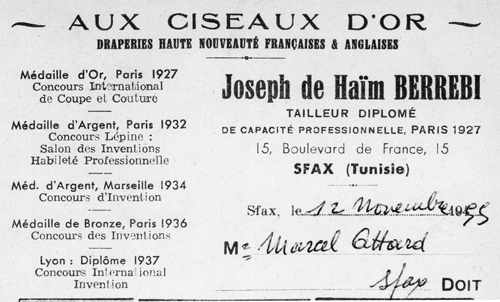 AUX CISEAUX D'OR
DRAPERIES HAUTE NOUVEAUTÉ FRANÇAISES & ANGLAISES
Médaille d'Or, Paris 1927
Concours International
de Coupe et Couture
Médaille d'Argent, Paris 1932
Concours Lépine :
Salon des Inventions
Habileté Professionnelle
Méd. d'Argent, Marseille 1934
Concours d'Invention
Médaille de Bronze, Paris 1936
Concours des Inventions
Lyon : Diplôme 1937
Concours International
Invention
Joseph de Haïm BERREBI
TAILLEUR DIPLOMÉ
DE CAPACITÉ PROFESSIONNELLE, PARIS 1927
15, Boulevard de France, 15
SFAX (Tunisie)
Sfax, le 12 Novembre 1955
Mr Marcel Attard
Sfax DOIT